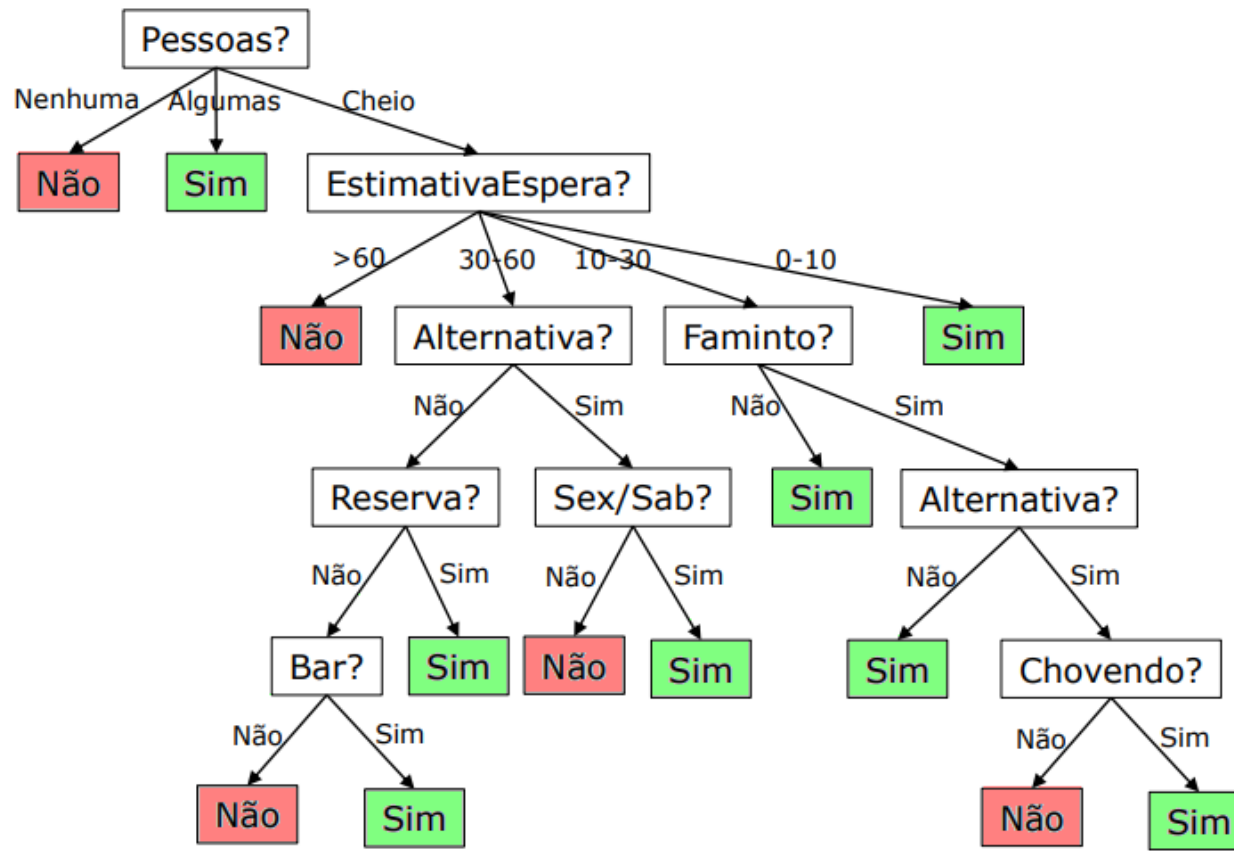 Pessoas?
Nenhuma Algumas Cheio
Não Sim EstimativaEspera?
>60 30-60 10-30 0-10
Não Alternativa? Faminto? Sim
Não Sim Não Sim
Reserva? Sex/Sab? Sim Alternativa?
Não Sim Não Sim Não Sim
Bar? Sim Não Sim Sim Chovendo?
Não Sim Não Sim
Não Sim Não Sim